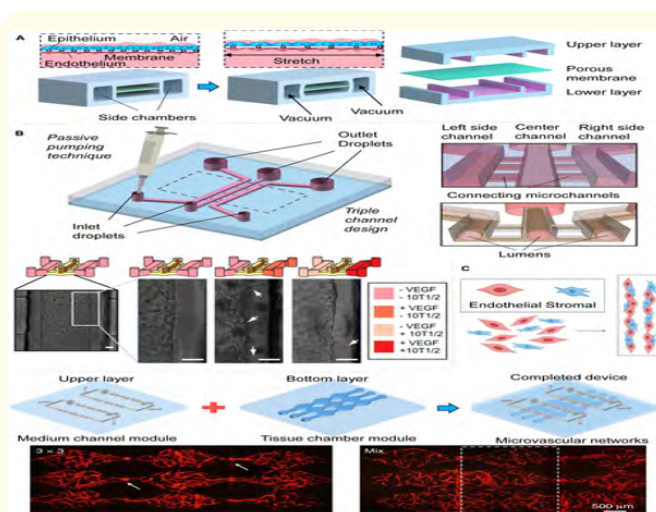 A
Epithelium Air
Membrane
Endothelium
Stretch
Side chambers
Vacuum
Vacuum
Upper layer
Porous
membrane
Lower layer
B
Passive
pumping
technique
Outlet
Droplets
Inlet
droplets
Triple
channel
design
Left side
channel
Center
channel
Right side
channel
Connecting microchannels
Lumens
- VEGF
- 10T1/2
+ VEGF
- 10T1/2
- VEGF
+ 10T1/2
+ VEGF
+10T1/2
C
Endothelial Stromal
Upper layer
Medium channel module
Bottom layer
Tissue chamber module
Completed device
Microvascular networks
3 × 3
Mix
500 μm